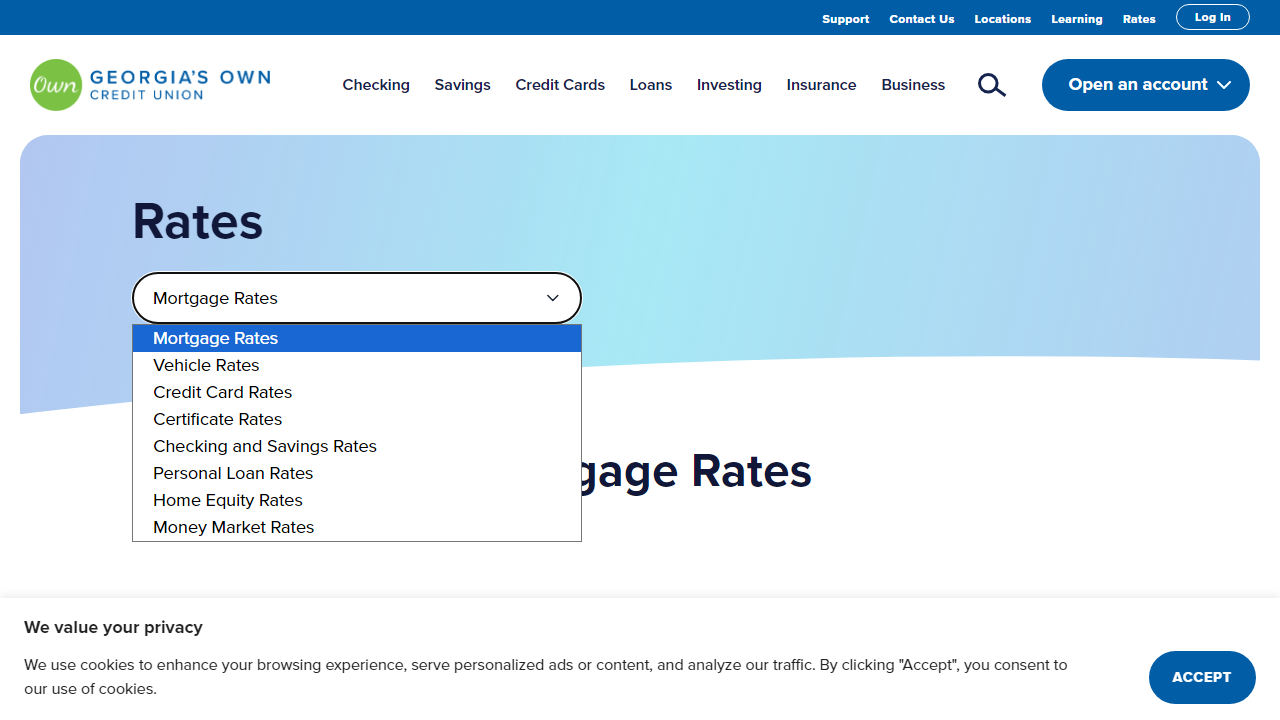 Support Contact Us Locations Learning Rates Log In
Own GEORGIA'S OWN
CREDIT UNION
Checking Savings Credit Cards Loans Investing Insurance Business Open an account
Rates
Mortgage Rates
Mortgage Rates
Vehicle Rates
Credit Card Rates
Certificate Rates
Checking and Savings Rates
Personal Loan Rates
Home Equity Rates
Money Market Rates
gage Rates
We value your privacy
We use cookies to enhance your browsing experience, serve personalized ads or content, and analyze our traffic. By clicking "Accept", you consent to
our use of cookies.
ACCEPT